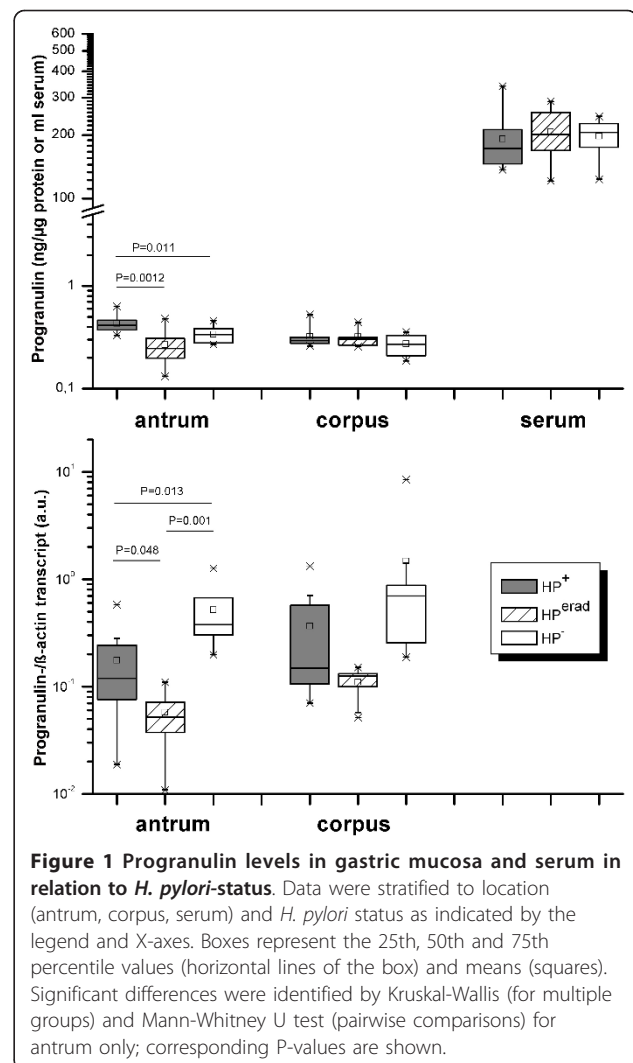 600
500
400
300
200
100
1
0,1
Progranulin (ng/µg protein or ml serum)
P=0.011
P=0.0012
antrum corpus serum
10¹
10⁰
10⁻¹
10⁻²
Progranulin-/ß-actin transcript (a.u.)
P=0.013
P=0.001
P=0.048
HP⁺
HP^erad
HP⁻
antrum corpus
Figure 1 Progranulin levels in gastric mucosa and serum in
relation to H. pylori-status. Data were stratified to location
(antrum, corpus, serum) and H. pylori status as indicated by the
legend and X-axes. Boxes represent the 25th, 50th and 75th
percentile values (horizontal lines of the box) and means (squares).
Significant differences were identified by Kruskal-Wallis (for multiple
groups) and Mann-Whitney U test (pairwise comparisons) for
antrum only; corresponding P-values are shown.